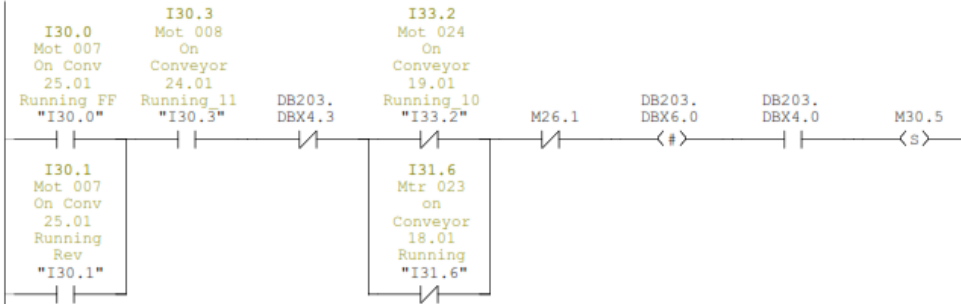 I30.0
Mot 007
On Conv
25.01
Running FF
"I30.0"
I30.3
Mot 008
On
Conveyor
24.01
Running_11
"I30.3"
DB203.
DBX4.3
I33.2
Mot 024
On
Conveyor
19.01
Running_10
"I33.2"
M26.1
DB203.
DBX6.0
#
DB203.
DBX4.0
M30.5
S
I30.1
Mot 007
On Conv
25.01
Running
Rev
"I30.1"
I31.6
Mtr 023
on
Conveyor
18.01
Running
"I31.6"